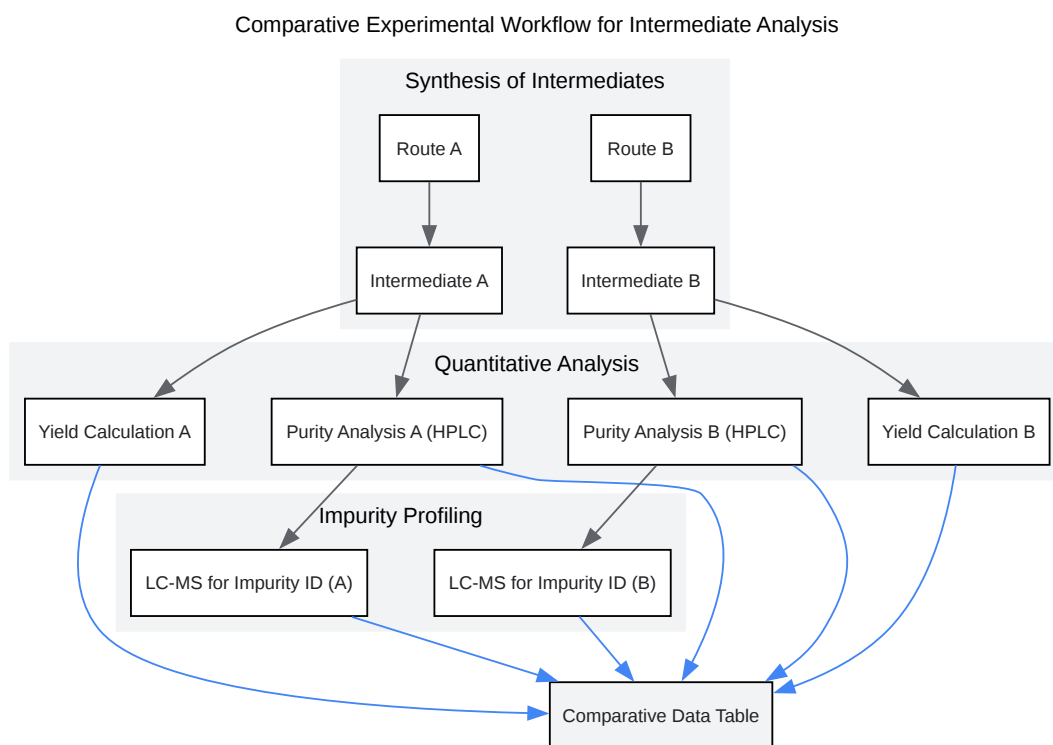 Comparative Experimental Workflow for Intermediate Analysis
Synthesis of Intermediates
Route A
Route B
Intermediate A
Intermediate B
Quantitative Analysis
Yield Calculation A
Purity Analysis A (HPLC)
Purity Analysis B (HPLC)
Yield Calculation B
Impurity Profiling
LC-MS for Impurity ID (A)
LC-MS for Impurity ID (B)
Comparative Data Table